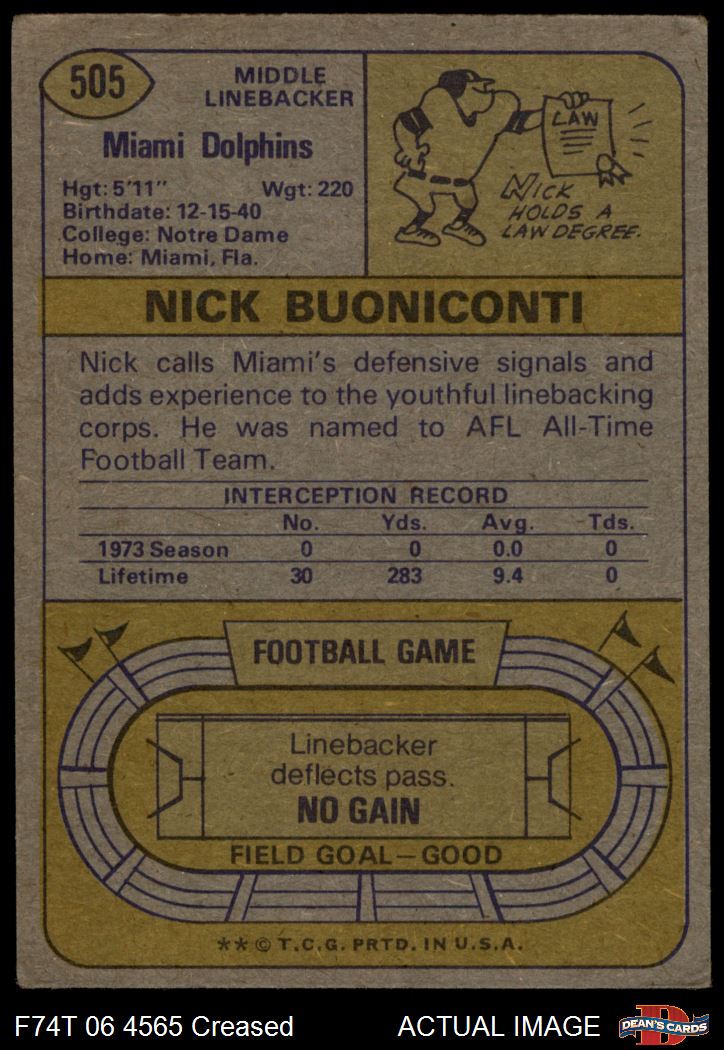 505
MIDDLE
LINEBACKER
Miami Dolphins
Hgt: 5'11" Wgt: 220
Birthdate: 12-15-40
College: Notre Dame
Home: Miami, Fla.
LAW
NICK
HOLDS A
LAW DEGREE.
NICK BUONICONTI
Nick calls Miami's defensive signals and
adds experience to the youthful linebacking
corps. He was named to AFL All-Time
Football Team.
INTERCEPTION RECORD
No. Yds. Avg. Tds.
1973 Season 0 0 0.0 0
Lifetime 30 283 9.4 0
FOOTBALL GAME
Linebacker
deflects pass.
NO GAIN
FIELD GOAL—GOOD
** © T.C.G. PRTD. IN U.S.A.
F74T 06 4565 Creased ACTUAL IMAGE
D
DEAN'S CARDS